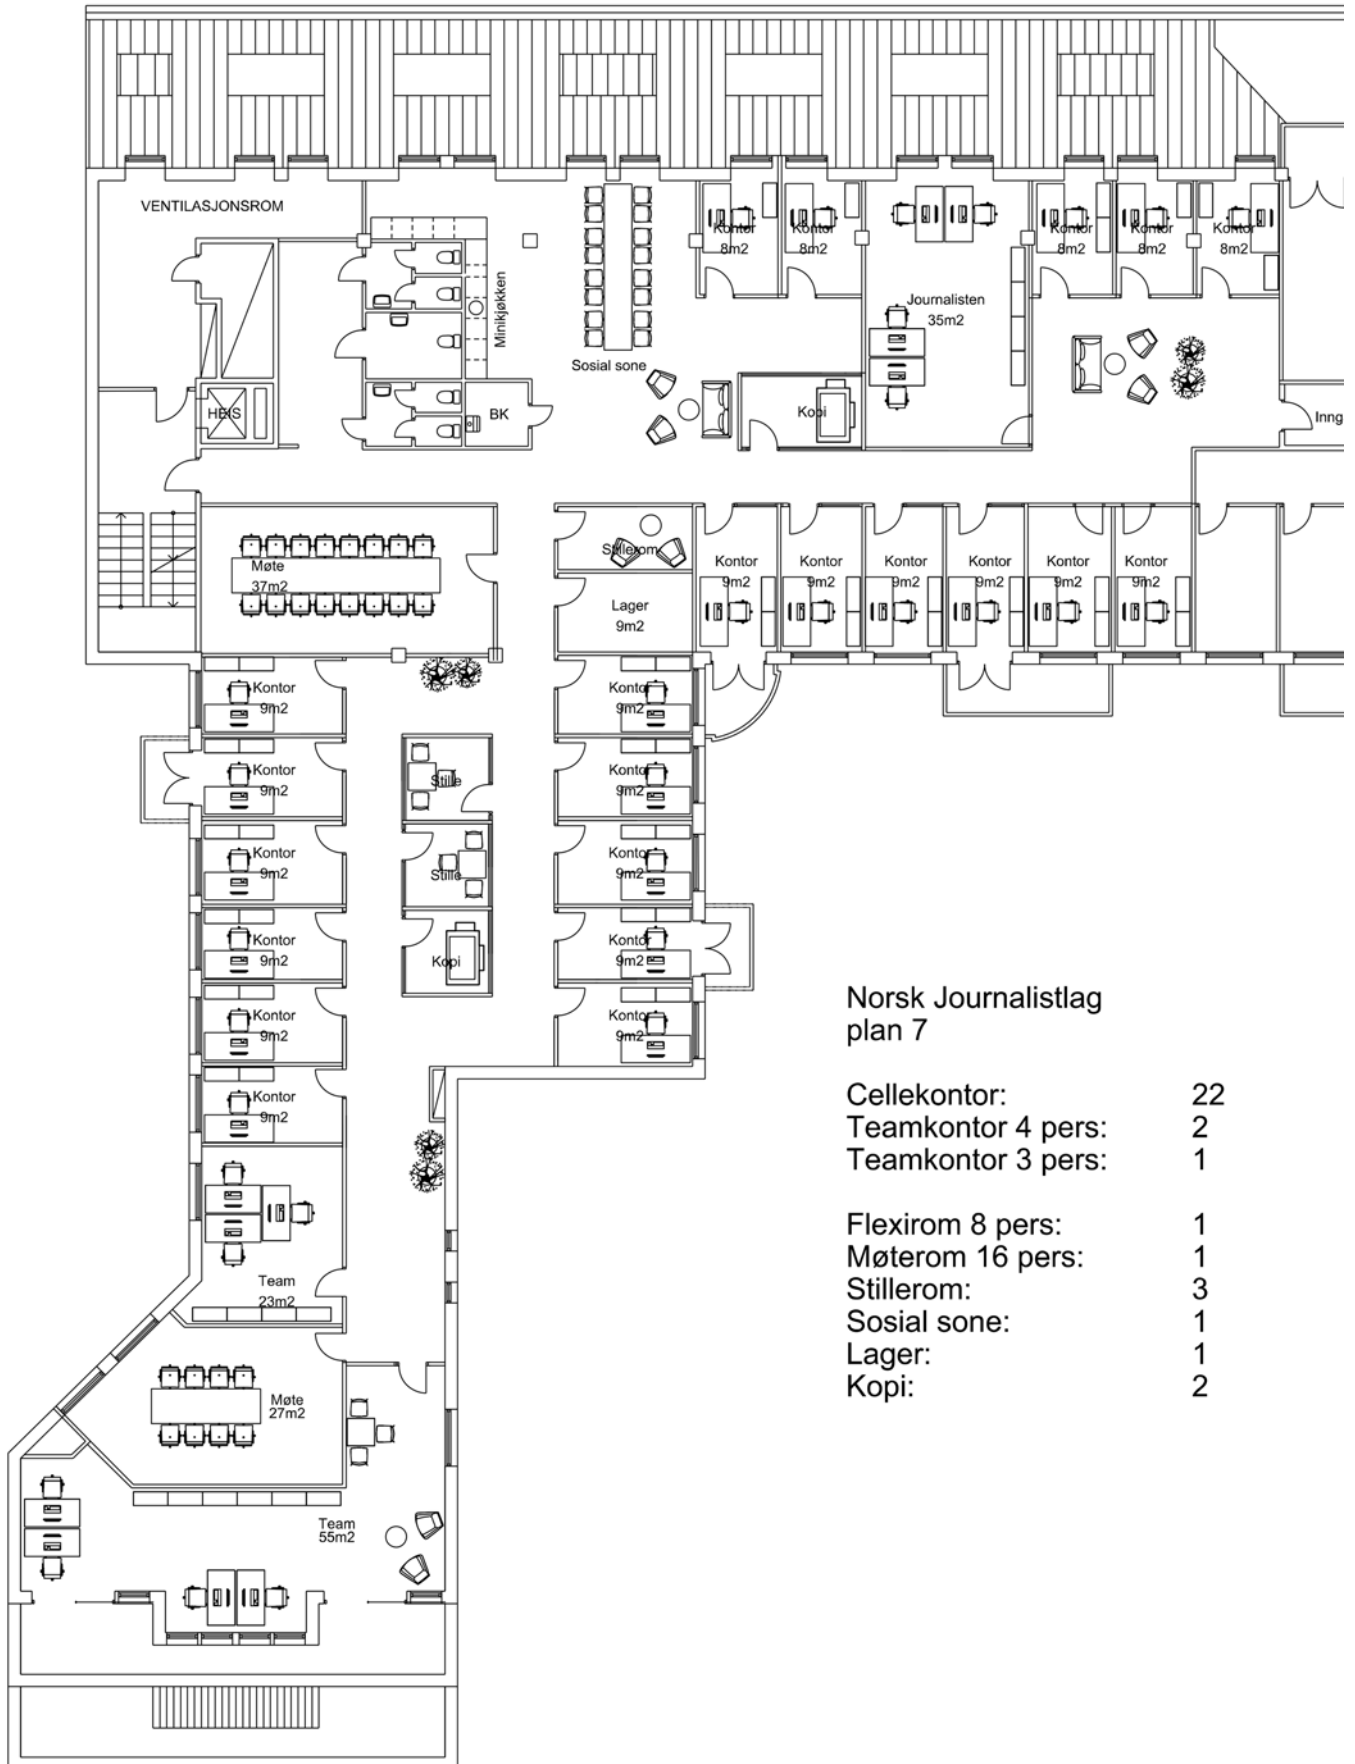 VENTILASJONSROM
Kontor
8m2
Kontor
8m2
Kontor
8m2
Kontor
8m2
Kontor
8m2
Minikjøkken
Journalisten
35m2
Sosial sone
HEIS
BK
Kopi
Inng
Møte
37m2
Stillerom
Lager
9m2
Kontor
9m2
Kontor
9m2
Kontor
9m2
Kontor
9m2
Kontor
9m2
Kontor
9m2
Kontor
9m2
Kontor
9m2
Kontor
9m2
Stille
Kontor
9m2
Kontor
9m2
Stille
Kontor
9m2
Kontor
9m2
Kopi
Kontor
9m2
Kontor
9m2
Kontor
9m2
Kontor
9m2
Team
23m2
Møte
27m2
Team
55m2
Norsk Journalistlag
plan 7
Cellekontor: 22
Teamkontor 4 pers: 2
Teamkontor 3 pers: 1
Flexirom 8 pers: 1
Møterom 16 pers: 1
Stillerom: 3
Sosial sone: 1
Lager: 1
Kopi: 2